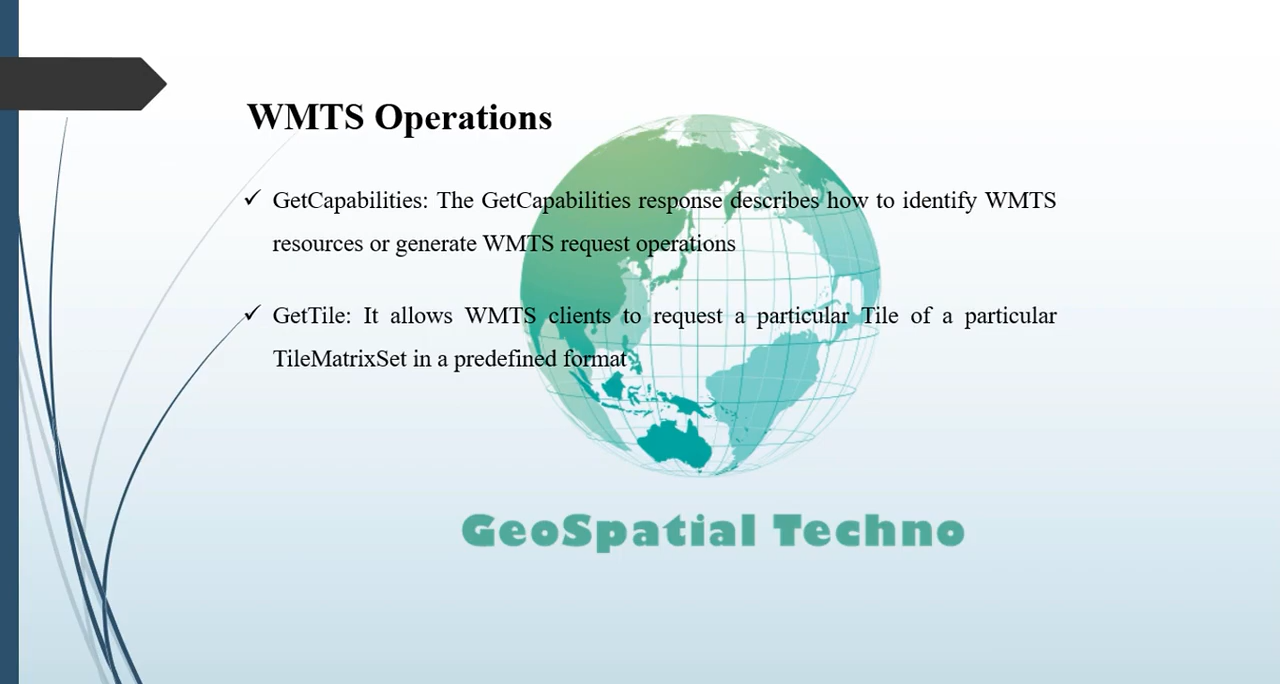 WMTS Operations
✓ GetCapabilities: The GetCapabilities response describes how to identify WMTS
resources or generate WMTS request operations
✓ GetTile: It allows WMTS clients to request a particular Tile of a particular
TileMatrixSet in a predefined format
GeoSpatial Techno